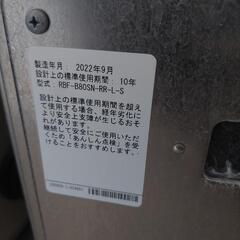 製造年月： 2022年9月
設計上の標準使用期間： 10年
型式：RBF-B80SN-RR-L-S
設計上の標準使用期間を超え
て使用する場合、経年劣化に
より安全上支障が生じるおそ
れがあります。
安全にご使用いただく
ため「あんしん点検」を受け
ることをおすすめします。